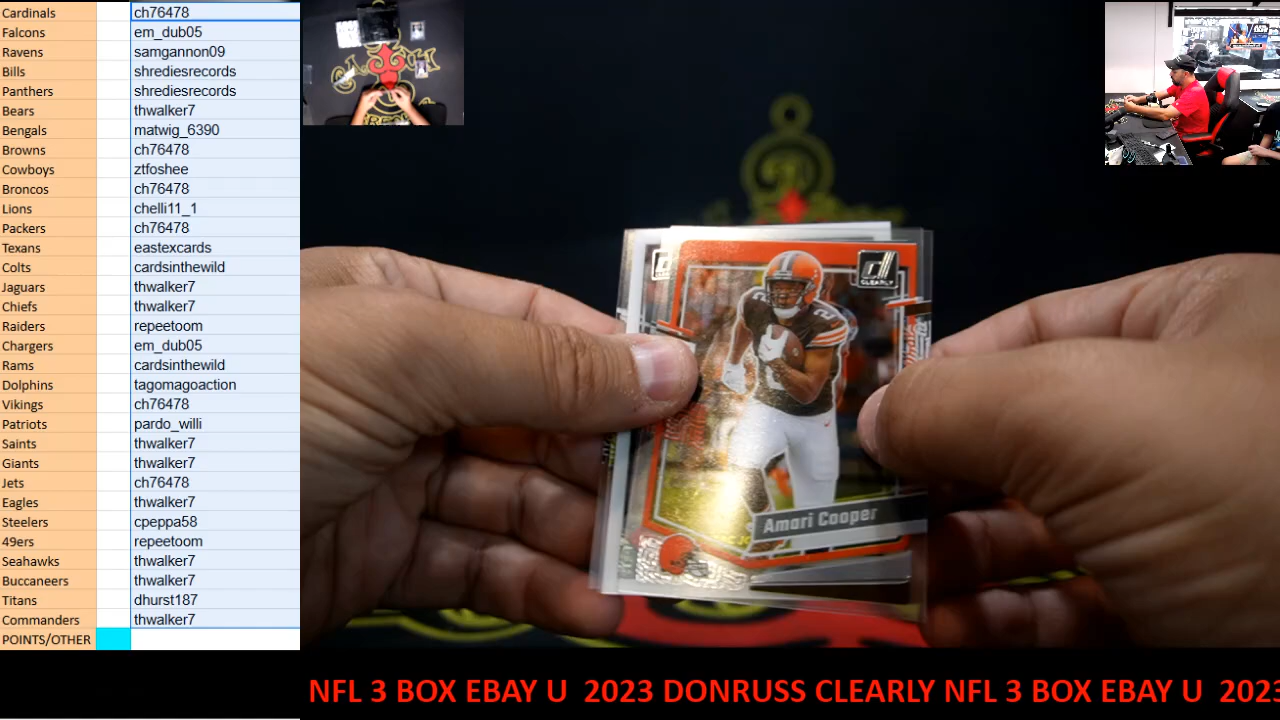 Cardinals ch76478
Falcons em_dub05
Ravens samgannon09
Bills shrediesrecords
Panthers shrediesrecords
Bears thwalker7
Bengals matwig_6390
Browns ch76478
Cowboys ztfoshee
Broncos ch76478
Lions chelli11_1
Packers ch76478
Texans eastexcards
Colts cardsinthewild
Jaguars thwalker7
Chiefs thwalker7
Raiders repeetoom
Chargers em_dub05
Rams cardsinthewild
Dolphins tagomagoaction
Vikings ch76478
Patriots pardo_willi
Saints thwalker7
Giants thwalker7
Jets ch76478
Eagles thwalker7
Steelers cpeppa58
49ers repeetoom
Seahawks thwalker7
Buccaneers thwalker7
Titans dhurst187
Commanders thwalker7
POINTS/OTHER
CLEARLY
Amari Cooper
NFL 3 BOX EBAY U 2023 DONRUSS CLEARLY NFL 3 BOX EBAY U 2023